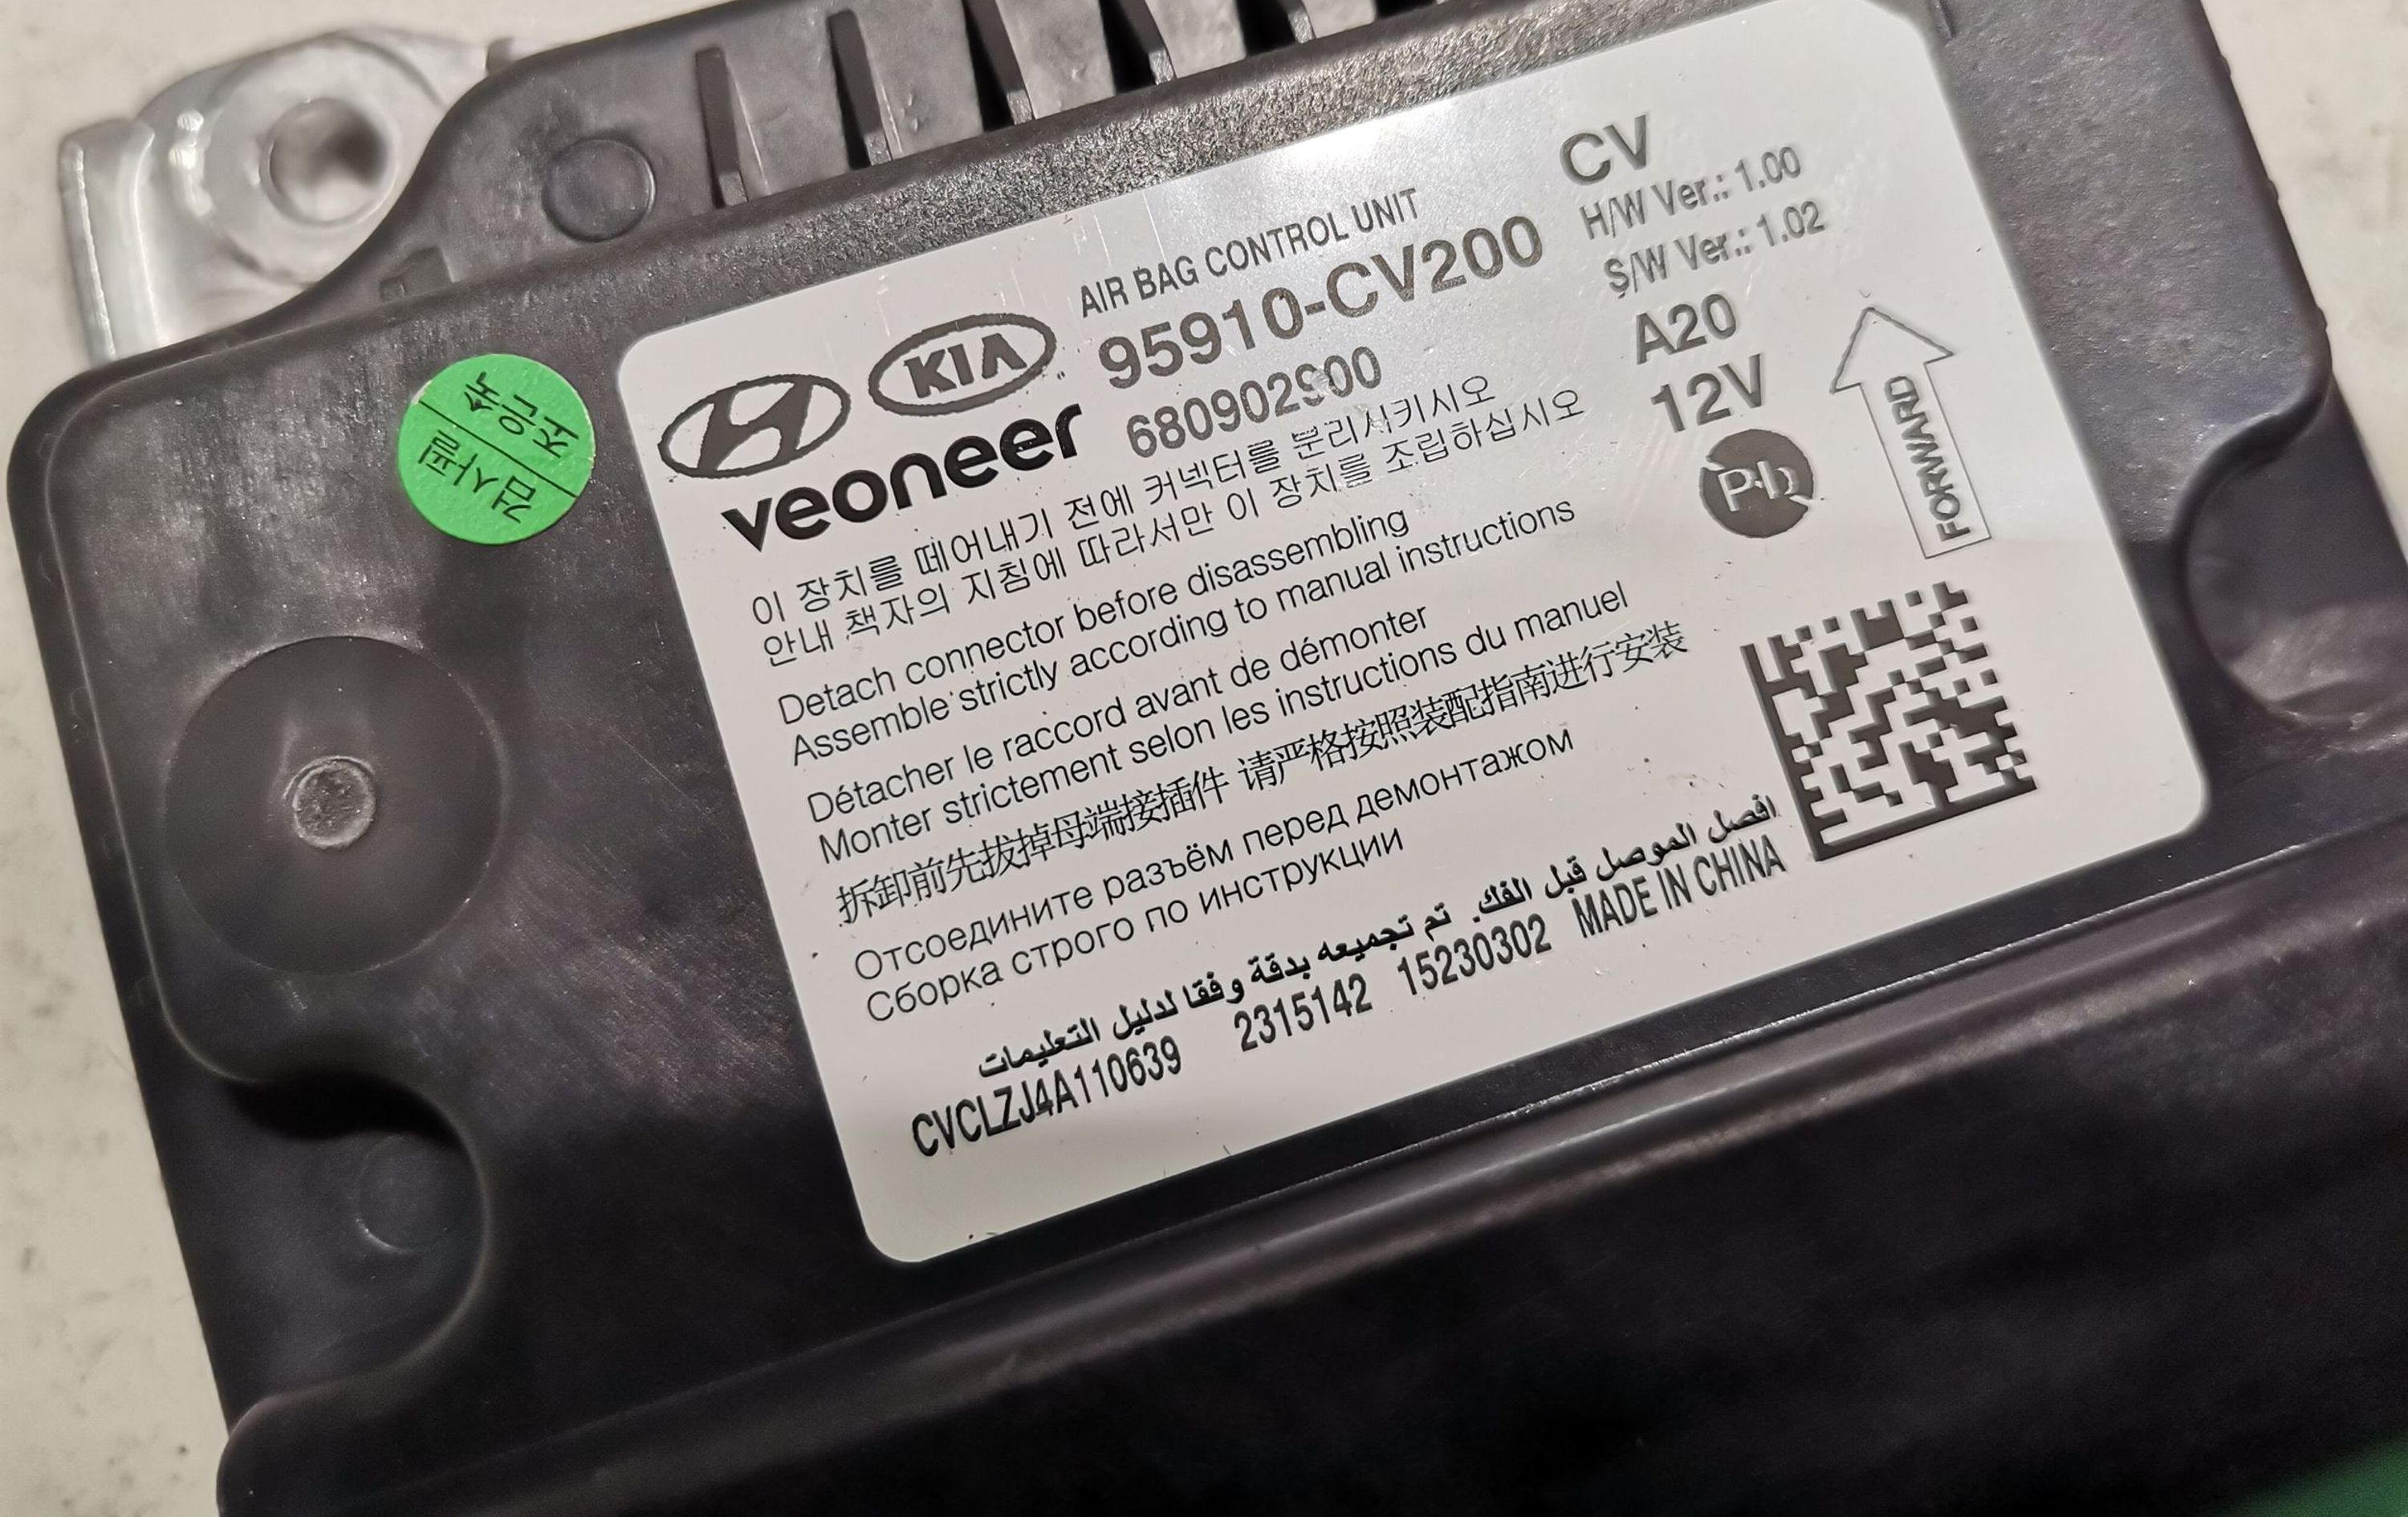 검사필
조은숙
KIA
veoneer
AIR BAG CONTROL UNIT
95910-CV200
680902900
CV
H/W Ver.: 1.00
S/W Ver.: 1.02
A20
12V
Pb
FORWARD
이 장치를 떼어내기 전에 커넥터를 분리시키시오
안내 책자의 지침에 따라서만 이 장치를 조립하십시오
Detach connector before disassembling
Assemble strictly according to manual instructions
Détacher le raccord avant de démonter
Monter strictement selon les instructions du manuel
拆卸前先拔掉母端接插件 请严格按照装配指南进行安装
Отсоедините разъём перед демонтажом
Сборка строго по инструкции
افصل الموصل قبل الفك. تم تجميعه بدقة وفقا لدليل التعليمات
CVCLZJ4A110639 2315142 15230302 MADE IN CHINA